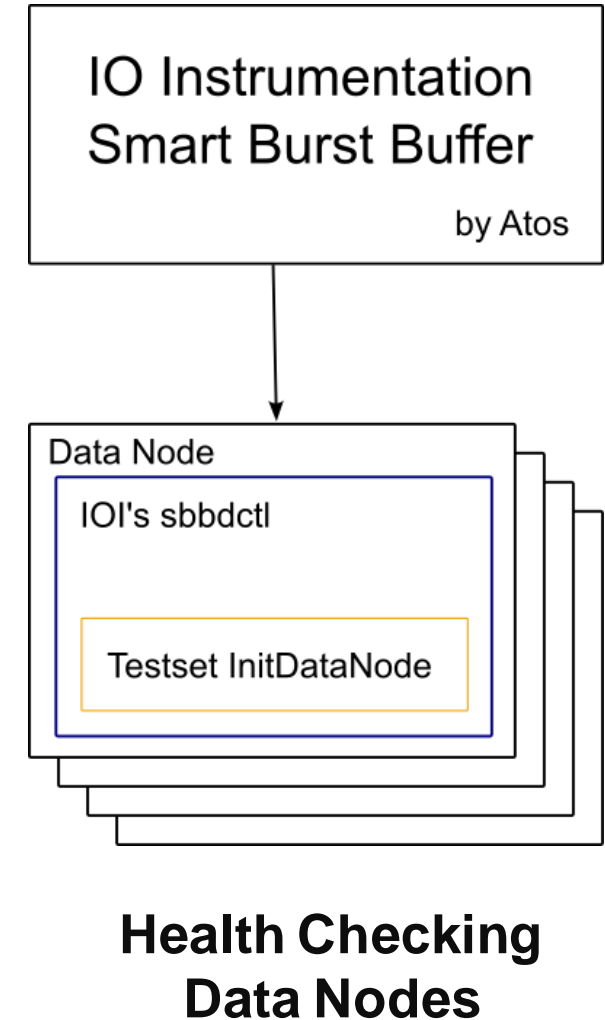 IO Instrumentation
Smart Burst Buffer
by Atos
Data Node
IOI's sbbdctl
Testset InitDataNode
Health Checking
Data Nodes